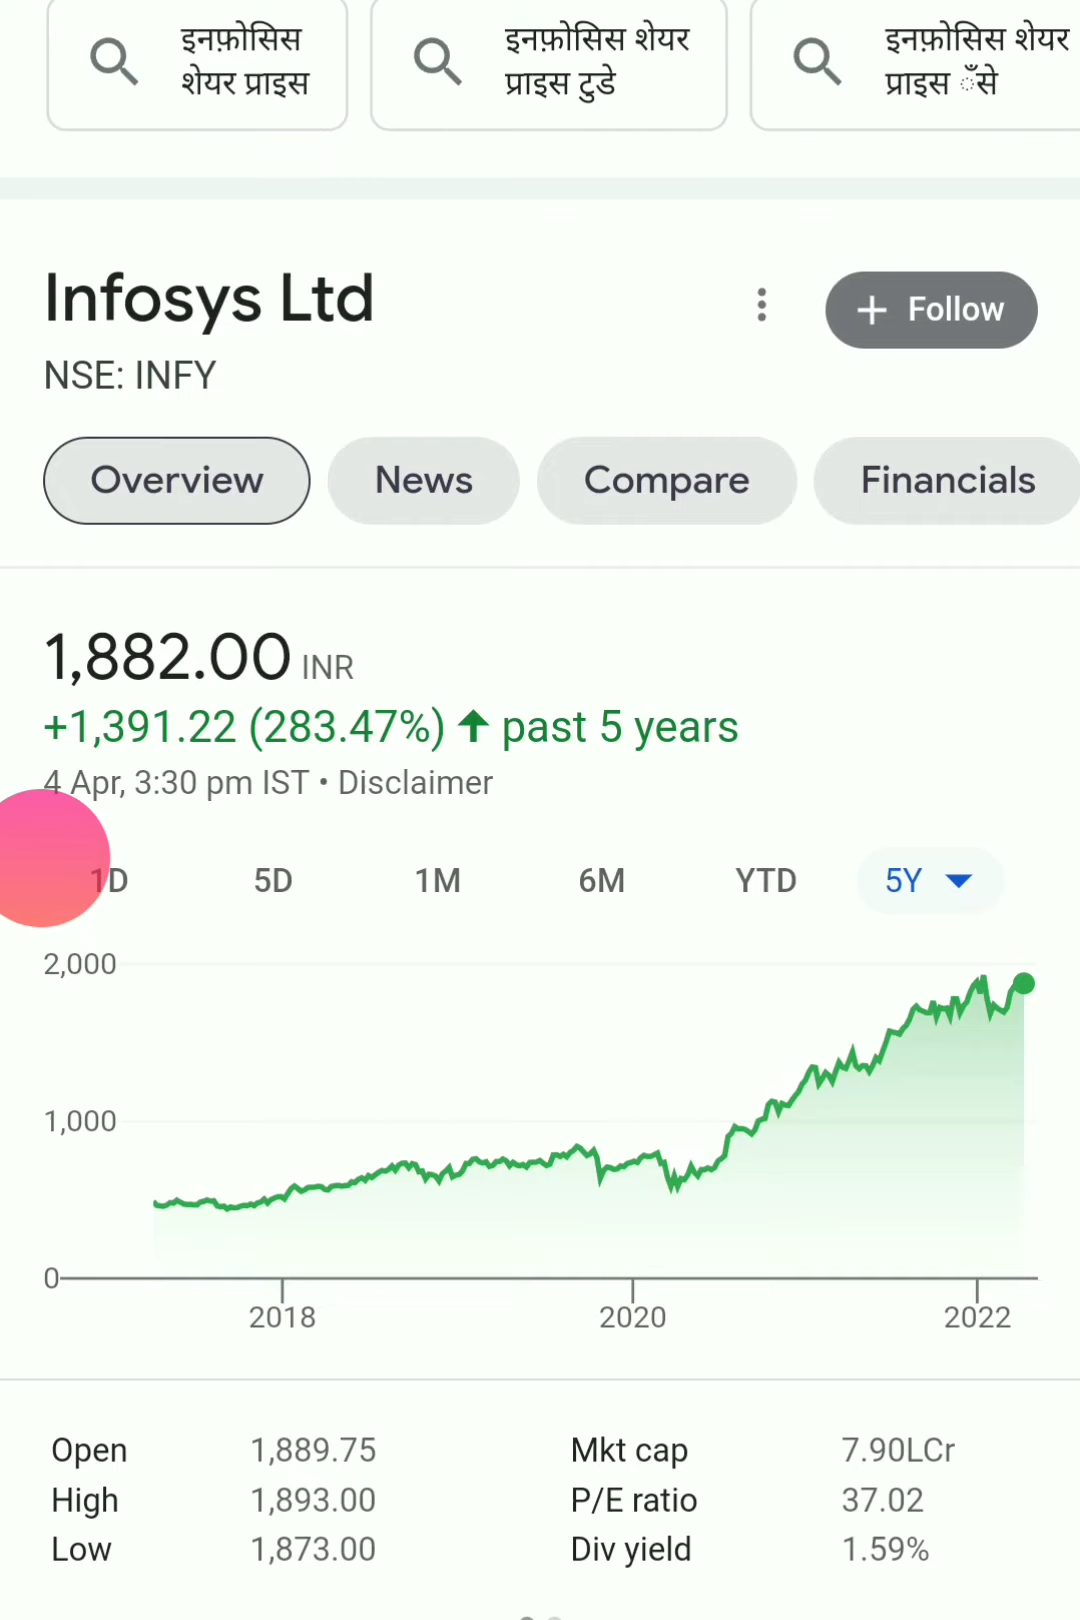 इनफ़ोसिस
शेयर प्राइस
इनफ़ोसिस शेयर
प्राइस टुडे
इनफ़ोसिस शेयर
प्राइस ँसे
Infosys Ltd
+ Follow
NSE: INFY
Overview News Compare Financials
1,882.00 INR
+1,391.22 (283.47%) ↑ past 5 years
4 Apr, 3:30 pm IST • Disclaimer
1D 5D 1M 6M YTD 5Y
2,000
1,000
0
2018 2020 2022
Open 1,889.75 Mkt cap 7.90LCr
High 1,893.00 P/E ratio 37.02
Low 1,873.00 Div yield 1.59%